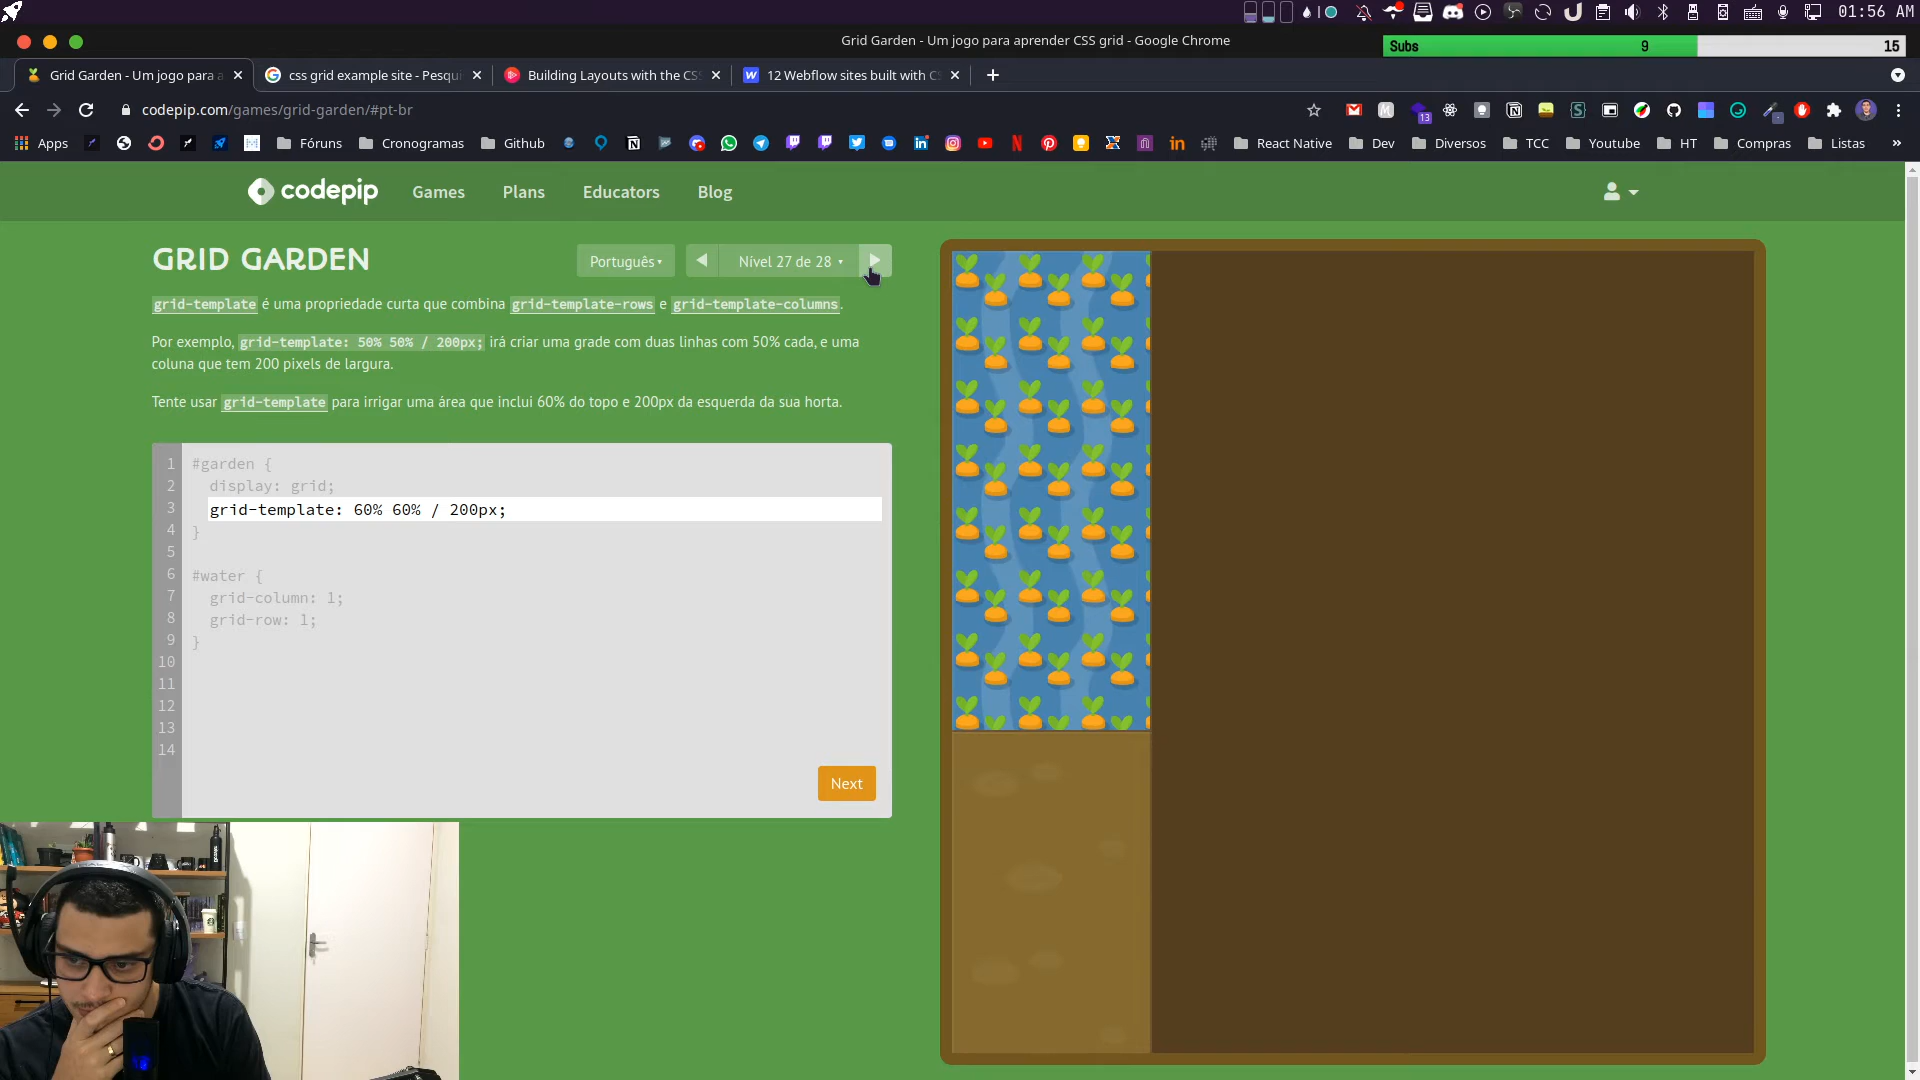 01:56 AM
Grid Garden - Um jogo para aprender CSS grid - Google Chrome
Subs 9 15
Grid Garden - Um jogo para a
css grid example site - Pesqui
Building Layouts with the CSS
12 Webflow sites built with C
codepip.com/games/grid-garden/#pt-br
13
Apps
Fóruns
Cronogramas
Github
React Native
Dev
Diversos
TCC
Youtube
HT
Compras
Listas
codepip
Games
Plans
Educators
Blog
GRID GARDEN
Português
Nível 27 de 28
grid-template é uma propriedade curta que combina grid-template-rows e grid-template-columns.
Por exemplo, grid-template: 50% 50% / 200px; irá criar uma grade com duas linhas com 50% cada, e uma
coluna que tem 200 pixels de largura.
Tente usar grid-template para irrigar uma área que inclui 60% do topo e 200px da esquerda da sua horta.
1 #garden {
2 display: grid;
3 grid-template: 60% 60% / 200px;
4 }
5
6 #water {
7 grid-column: 1;
8 grid-row: 1;
9 }
10
11
12
13
14
Next